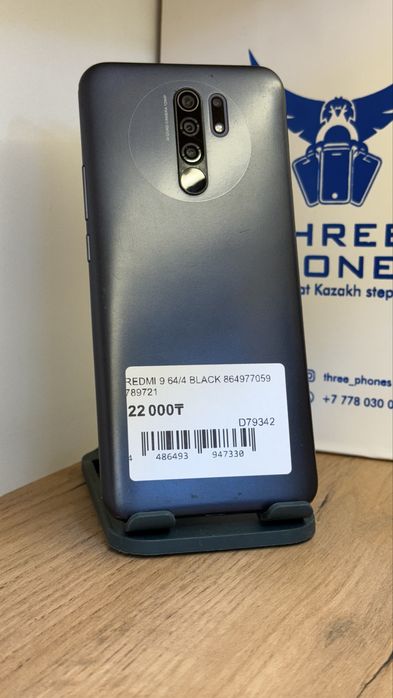 HREE
HONE
at Kazakh step
three_phones
+7 778 030 0
REDMI 9 64/4 BLACK 864977059
789721
22 000₸
D79342
4 486493 947330